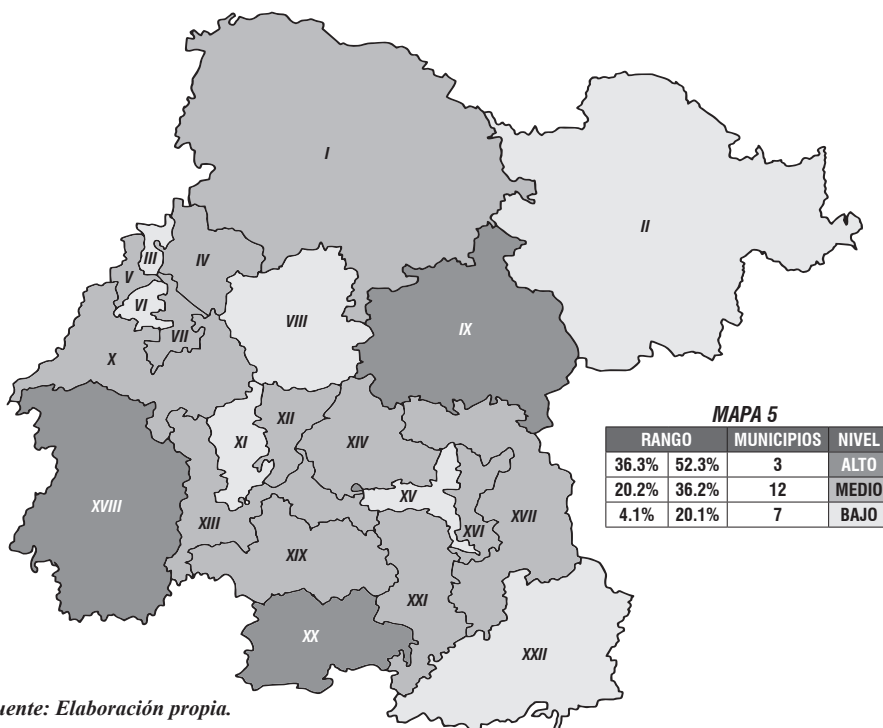 I
II
III
IV
V
VI
VII
VIII
IX
X
XI
XII
XIV
XV
XVI
XVII
XVIII
XIII
XIX
XXI
XX
XXII
MAPA 5
RANGO MUNICIPIOS NIVEL
36.3% 52.3% 3 ALTO
20.2% 36.2% 12 MEDIO
4.1% 20.1% 7 BAJO
uente: Elaboración propia.